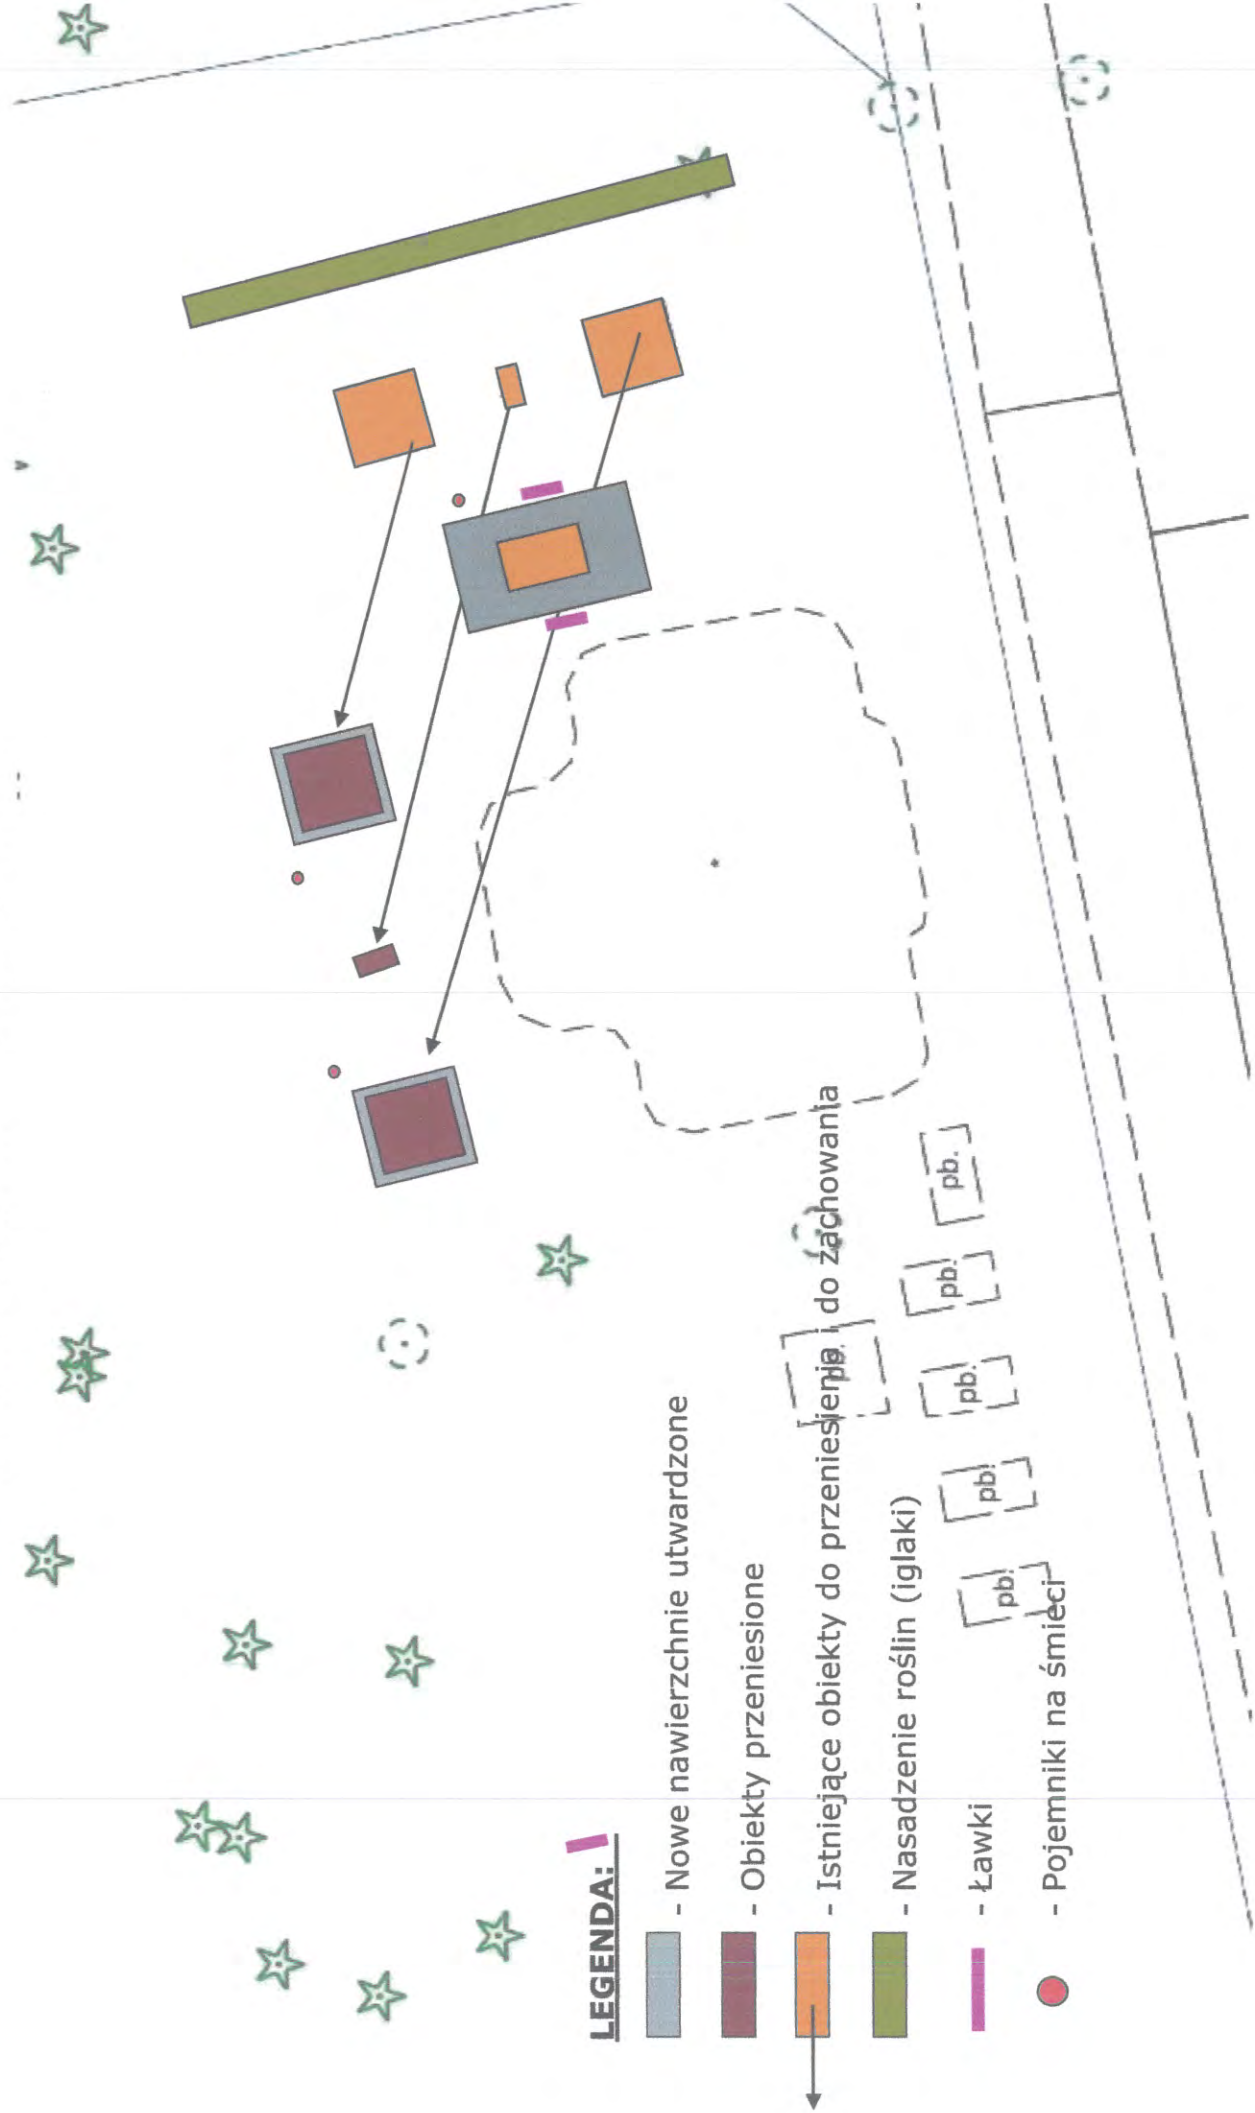 LEGENDA:
- Nowe nawierzchnie utwardzone
- Obiekty przeniesione
- Istniejące obiekty do przeniesienia i do zachowania
- Nasadzenie roślin (iglaki)
- Ławki
- Pojemniki na śmieci
pb.
pb.
pb.
pb.
pb.
pb.